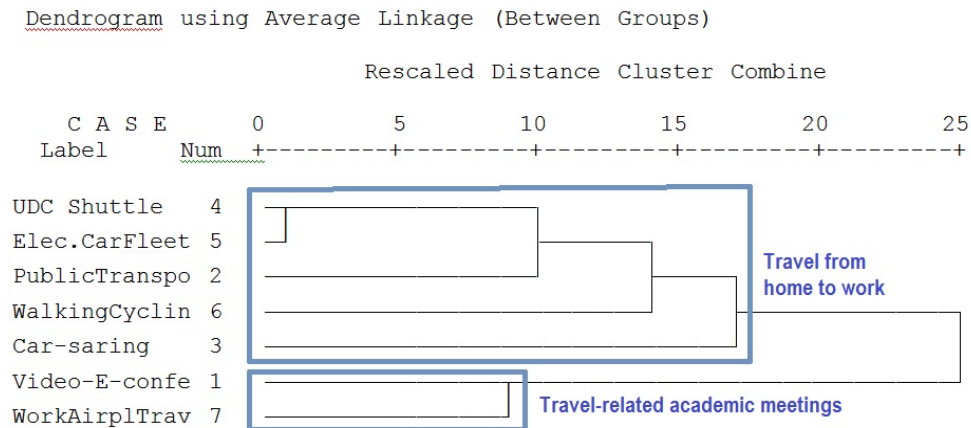 Dendrogram using Average Linkage (Between Groups)
Rescaled Distance Cluster Combine
C A S E 0 5 10 15 20 25
Label Num +---------+---------+---------+---------+---------+
UDC Shuttle 4
Elec.CarFleet 5
PublicTranspo 2
WalkingCyclin 6
Car-saring 3
Video-E-confe 1
WorkAirplTrav 7
Travel from
home to work
Travel-related academic meetings